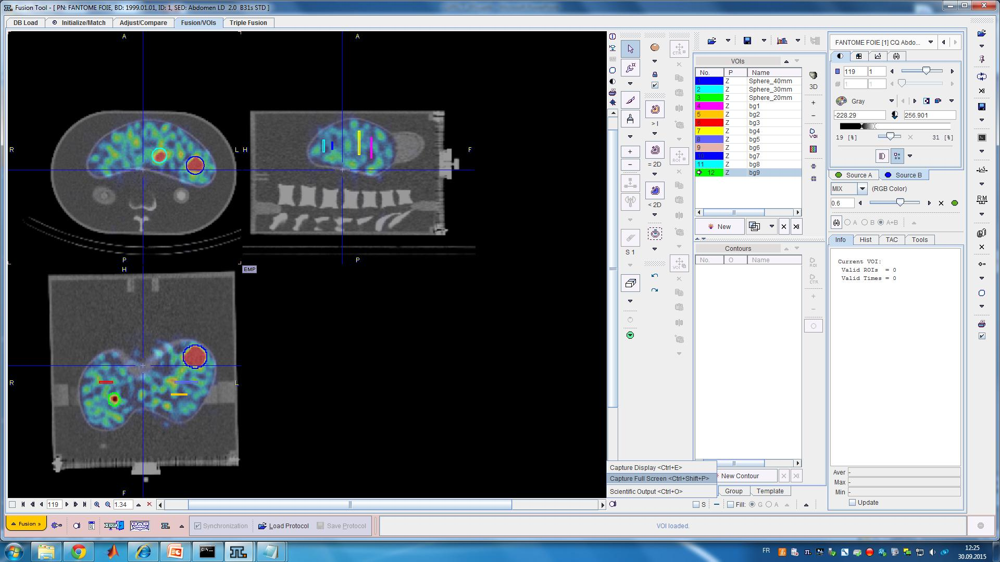 Fusion Tool - [ PN: FANTOME FOIE, BD: 1999.01.01, ID: 1, SED: Abdomen LD 2.0 B31s STD ]
DB Load
Initialize/Match
Adjust/Compare
Fusion/VOIs
Triple Fusion
A
A
R
L
H
F
P
P
H
EMP
R
L
F
CTR
>|
= 2D
< 2D
S 1
ROI
VOI
VOIs
No. P Name
1 Z Sphere_40mm
2 Z Sphere_30mm
3 Z Sphere_20mm
4 Z bg1
5 Z bg2
6 Z bg3
7 Z bg4
8 Z bg5
9 Z bg6
10 Z bg7
11 Z bg8
12 Z bg9
New
3D
VOI
Contours
No. O Name
ROI
CTR
New Contour
Group
Template
S
Fill:
G
A
FANTOME FOIE [1] CQ Abdo...
119 1
1 1
Gray
-228.29
256.901
19 [%]
31 [%]
Source A
Source B
MIX
(RGB Color)
0.6
A
B
A+B
Info
Hist
TAC
Tools
Current VOI:
Valid ROIs = 0
Valid Times = 0
Aver -
Max -
Min -
Update
RM
Capture Display <Ctrl+E>
Capture Full Screen <Ctrl+Shift+P>
Scientific Output <Ctrl+O>
119
1.34
Fusion »
EXIT
Synchronization
Load Protocol
Save Protocol
VOI loaded.
FR
12:25
30.09.2015